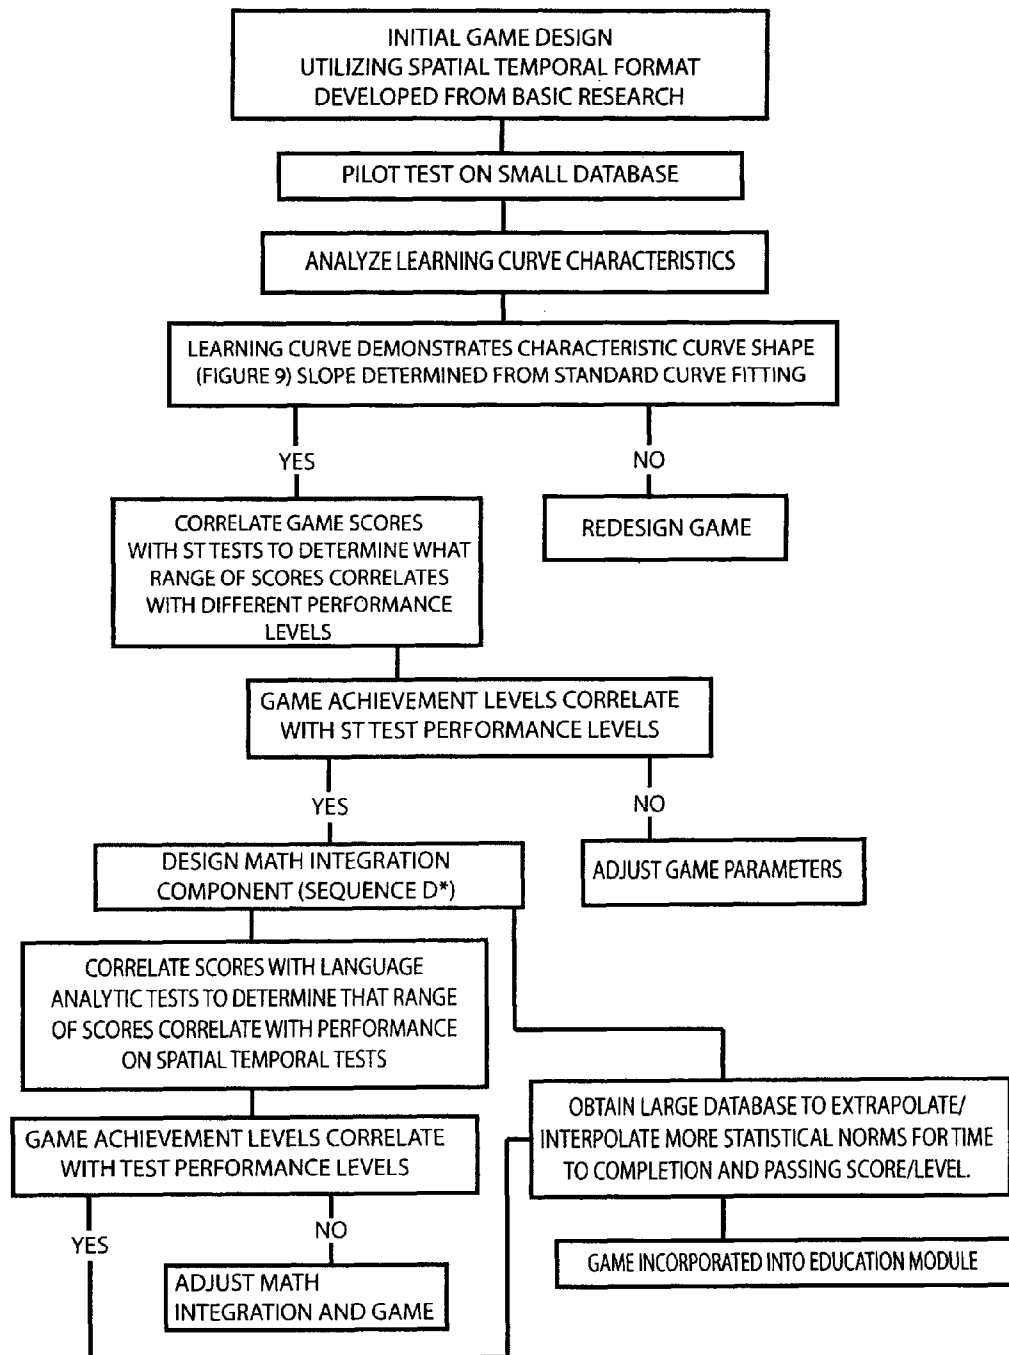 INITIAL GAME DESIGN
UTILIZING SPATIAL TEMPORAL FORMAT
DEVELOPED FROM BASIC RESEARCH
PILOT TEST ON SMALL DATABASE
ANALYZE LEARNING CURVE CHARACTERISTICS
LEARNING CURVE DEMONSTRATES CHARACTERISTIC CURVE SHAPE
(FIGURE 9) SLOPE DETERMINED FROM STANDARD CURVE FITTING
YES
NO
CORRELATE GAME SCORES
WITH ST TESTS TO DETERMINE WHAT
RANGE OF SCORES CORRELATES
WITH DIFFERENT PERFORMANCE
LEVELS
REDESIGN GAME
GAME ACHIEVEMENT LEVELS CORRELATE
WITH ST TEST PERFORMANCE LEVELS
YES
NO
DESIGN MATH INTEGRATION
COMPONENT (SEQUENCE D*)
ADJUST GAME PARAMETERS
CORRELATE SCORES WITH LANGUAGE
ANALYTIC TESTS TO DETERMINE THAT RANGE
OF SCORES CORRELATE WITH PERFORMANCE
ON SPATIAL TEMPORAL TESTS
OBTAIN LARGE DATABASE TO EXTRAPOLATE/
INTERPOLATE MORE STATISTICAL NORMS FOR TIME
TO COMPLETION AND PASSING SCORE/LEVEL.
GAME ACHIEVEMENT LEVELS CORRELATE
WITH TEST PERFORMANCE LEVELS
YES
NO
GAME INCORPORATED INTO EDUCATION MODULE
ADJUST MATH
INTEGRATION AND GAME